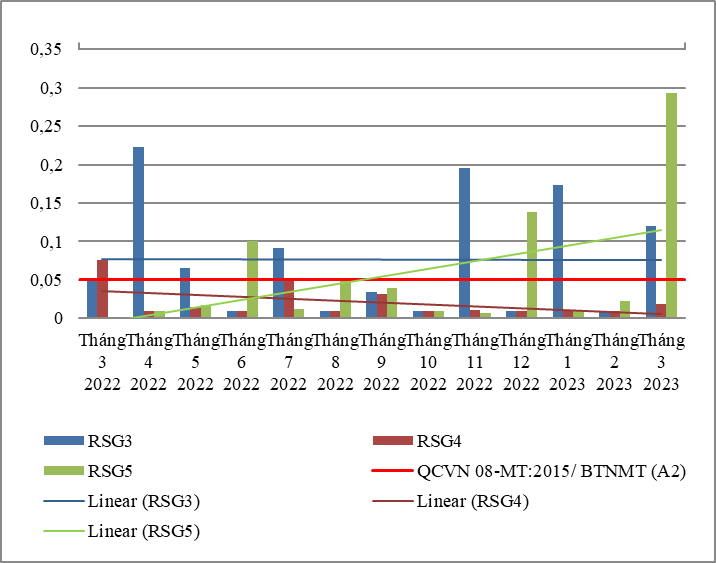 0,35
0,3
0,25
0,2
0,15
0,1
0,05
0
Tháng Tháng Tháng Tháng Tháng Tháng Tháng Tháng Tháng Tháng Tháng Tháng Tháng
3 4 5 6 7 8 9 10 11 12 1 2 3
2022 2022 2022 2022 2022 2022 2022 2022 2022 2022 2023 2023 2023
RSG3 RSG4
RSG5 QCVN 08-MT:2015/ BTNMT (A2)
Linear (RSG3) Linear (RSG4)
Linear (RSG5)